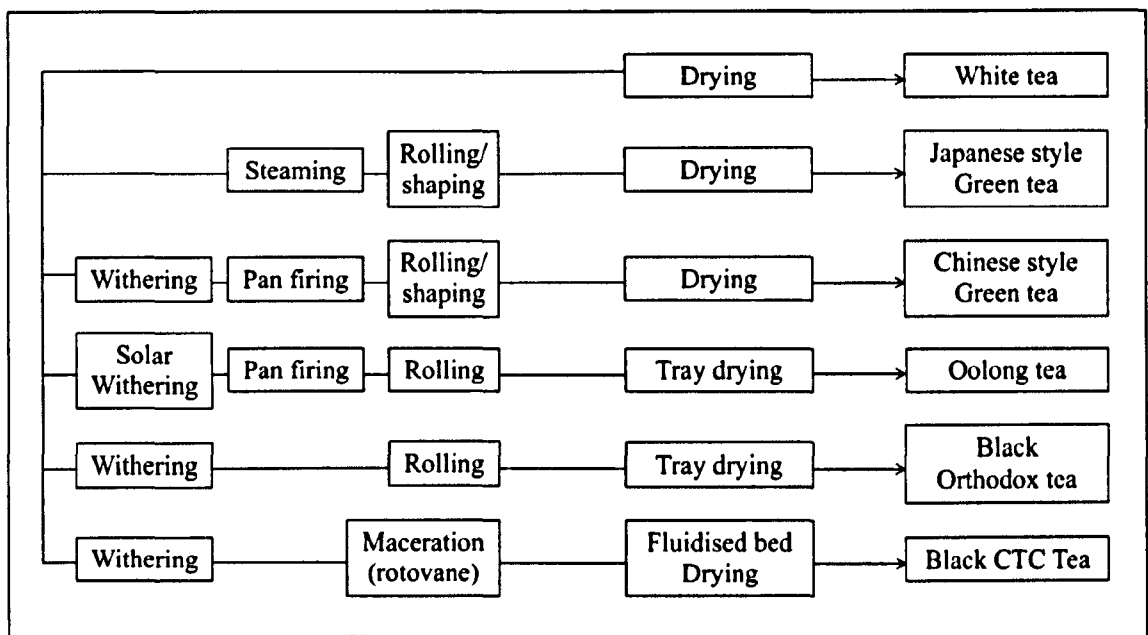 Drying
White tea
Steaming
Rolling/
shaping
Drying
Japanese style
Green tea
Withering
Pan firing
Rolling/
shaping
Drying
Chinese style
Green tea
Solar
Withering
Pan firing
Rolling
Tray drying
Oolong tea
Withering
Rolling
Tray drying
Black
Orthodox tea
Withering
Maceration
(rotovane)
Fluidised bed
Drying
Black CTC Tea